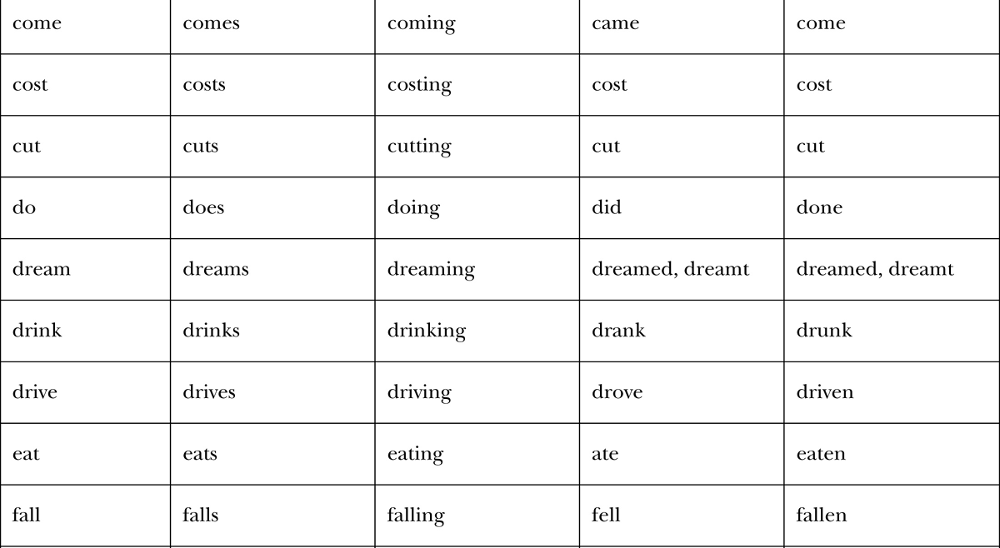 come comes coming came come
cost costs costing cost cost
cut cuts cutting cut cut
do does doing did done
dream dreams dreaming dreamed, dreamt dreamed, dreamt
drink drinks drinking drank drunk
drive drives driving drove driven
eat eats eating ate eaten
fall falls falling fell fallen